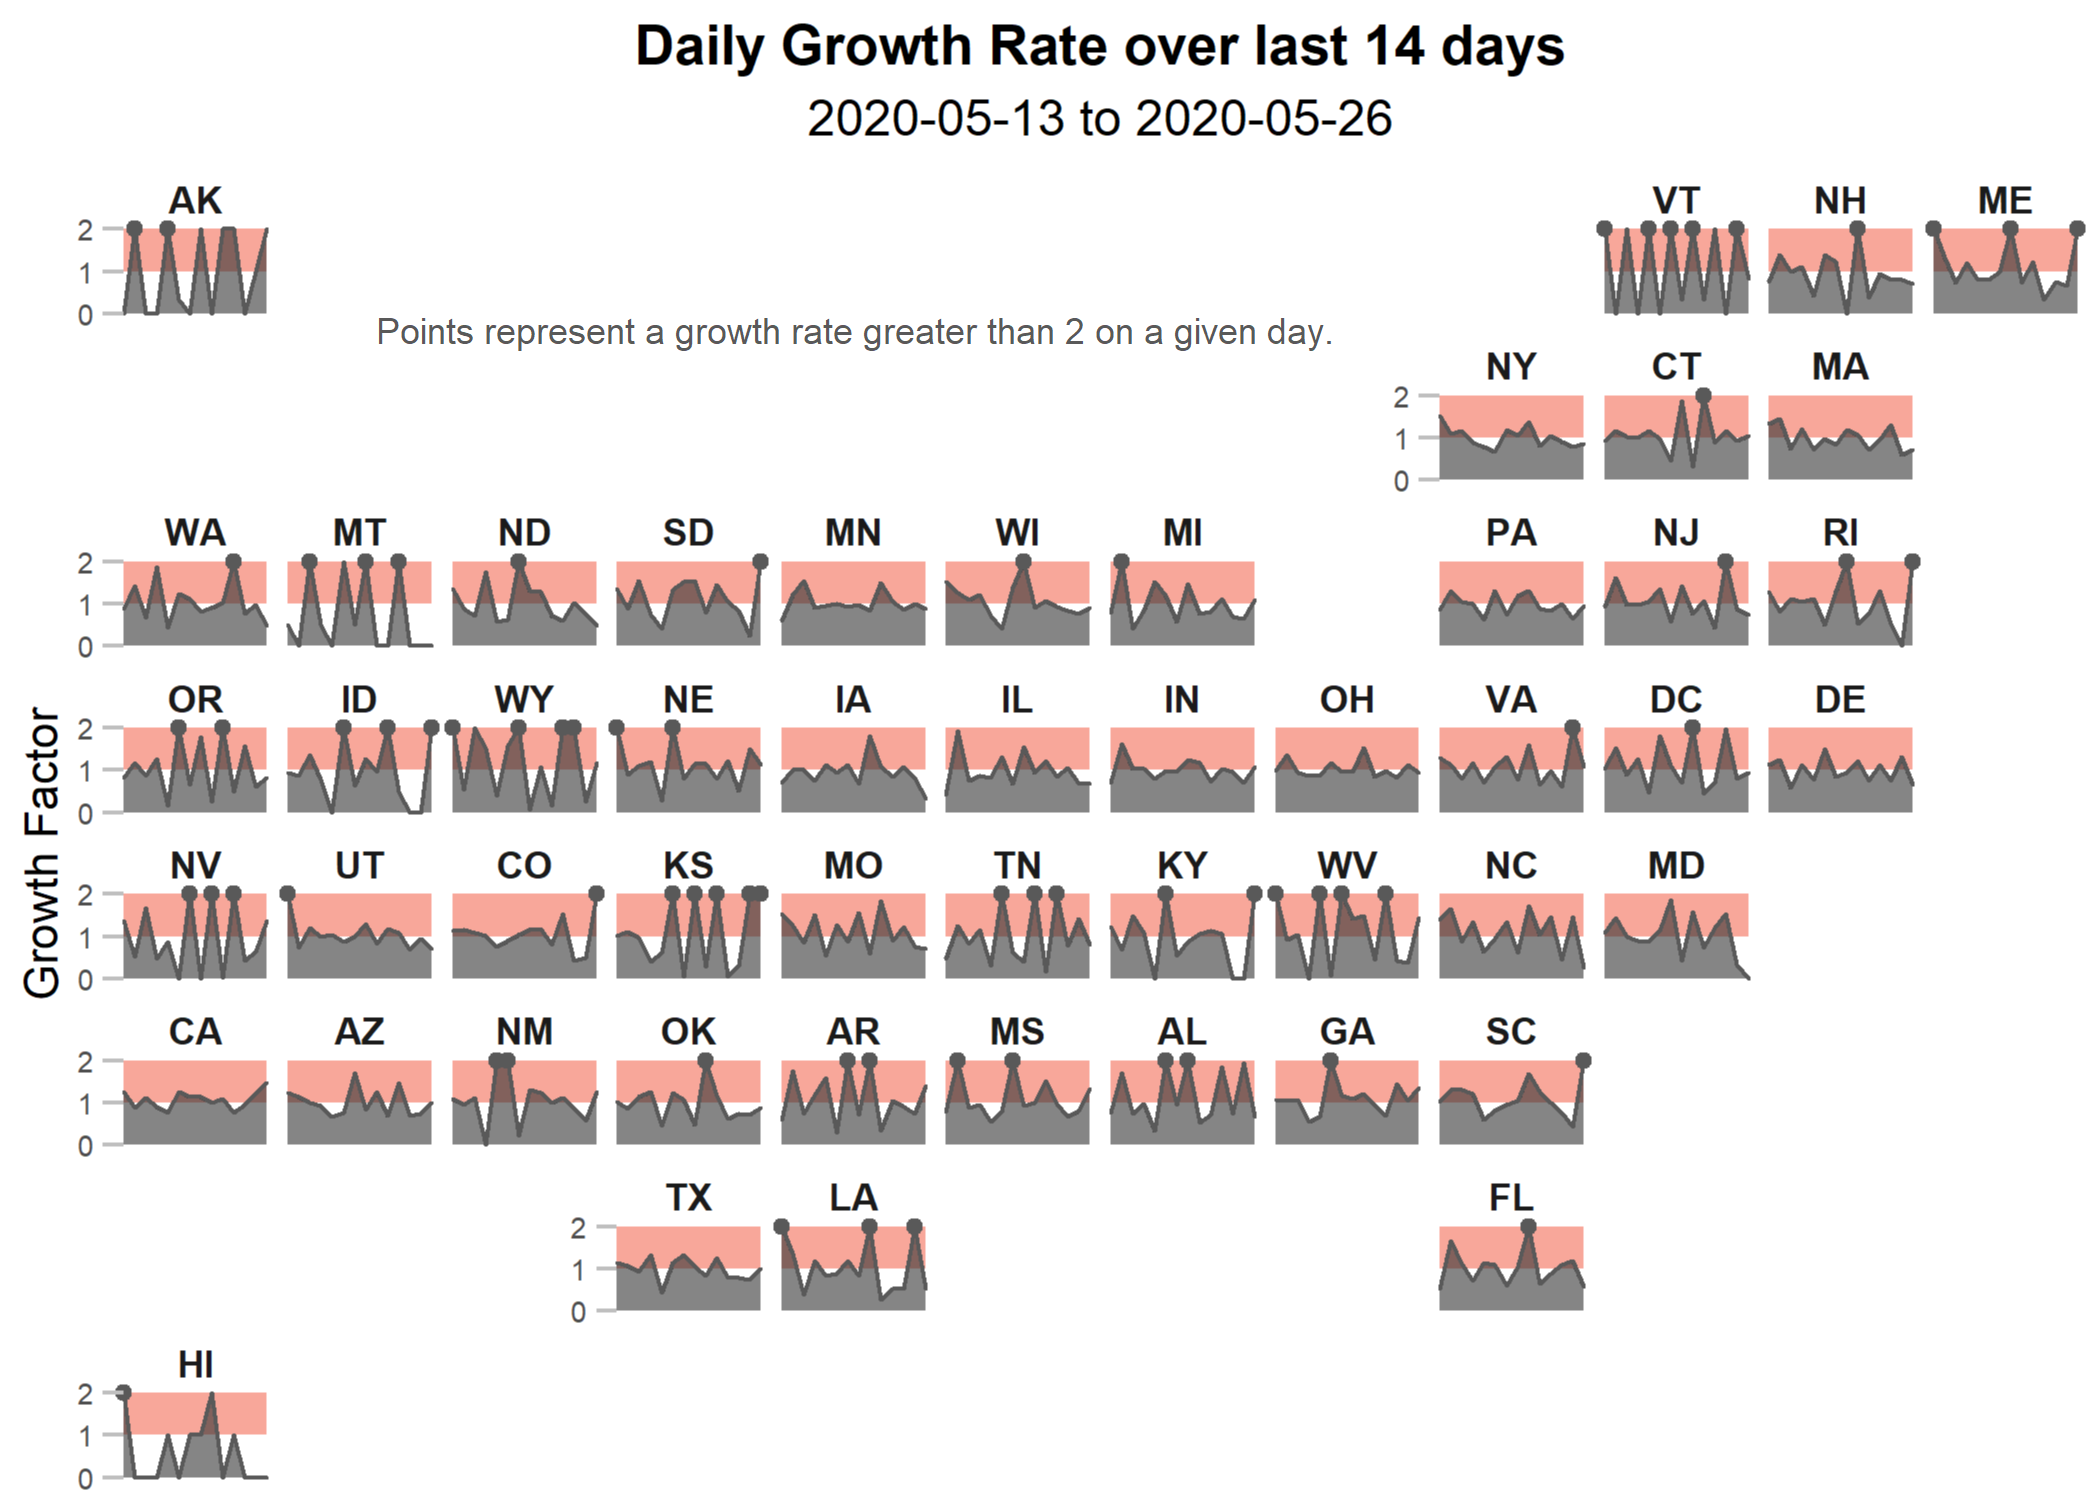 Daily Growth Rate over last 14 days
2020-05-13 to 2020-05-26
AK VT NH ME
2
1
0
Points represent a growth rate greater than 2 on a given day.
NY CT MA
2
1
0
WA MT ND SD MN WI MI PA NJ RI
2
1
0
OR ID WY NE IA IL IN OH VA DC DE
2
1
0
Growth Factor
NV UT CO KS MO TN KY WV NC MD
2
1
0
CA AZ NM OK AR MS AL GA SC
2
1
0
TX LA FL
2
1
0
HI
2
1
0